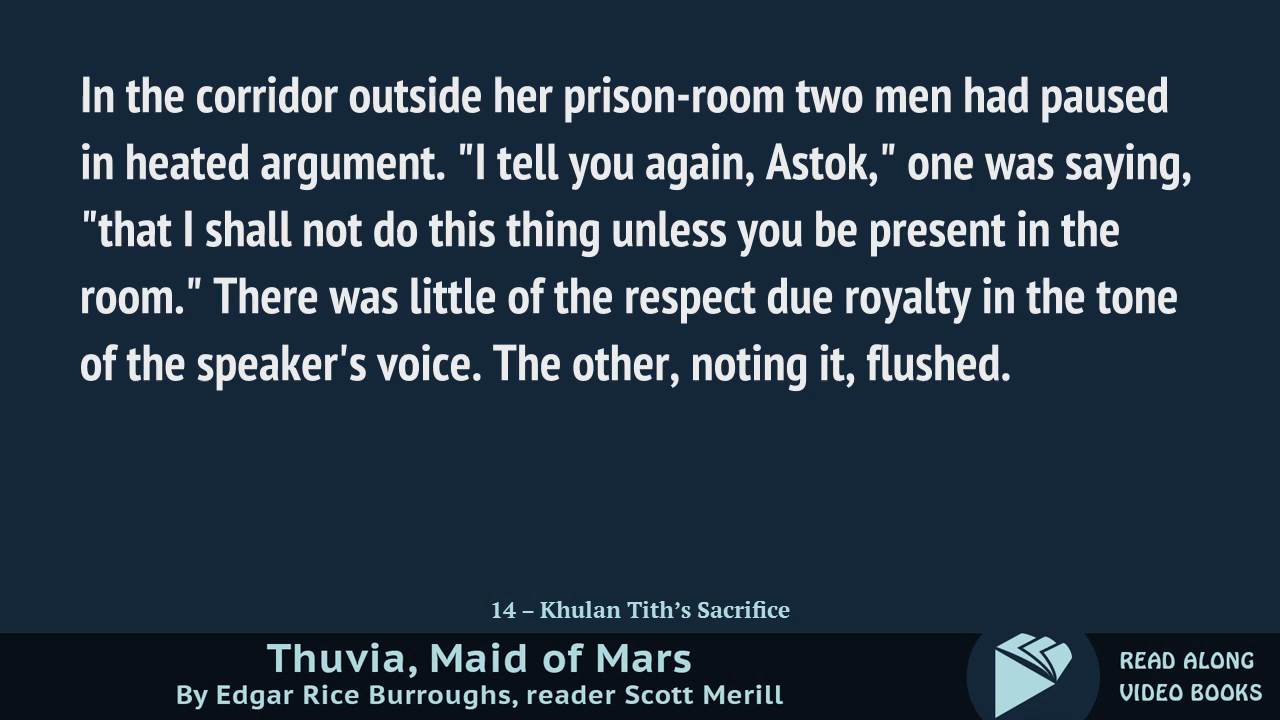 In the corridor outside her prison-room two men had paused
in heated argument. "I tell you again, Astok," one was saying,
"that I shall not do this thing unless you be present in the
room." There was little of the respect due royalty in the tone
of the speaker's voice. The other, noting it, flushed.
14 – Khulan Tith’s Sacrifice
Thuvia, Maid of Mars
By Edgar Rice Burroughs, reader Scott Merill
READ ALONG
VIDEO BOOKS